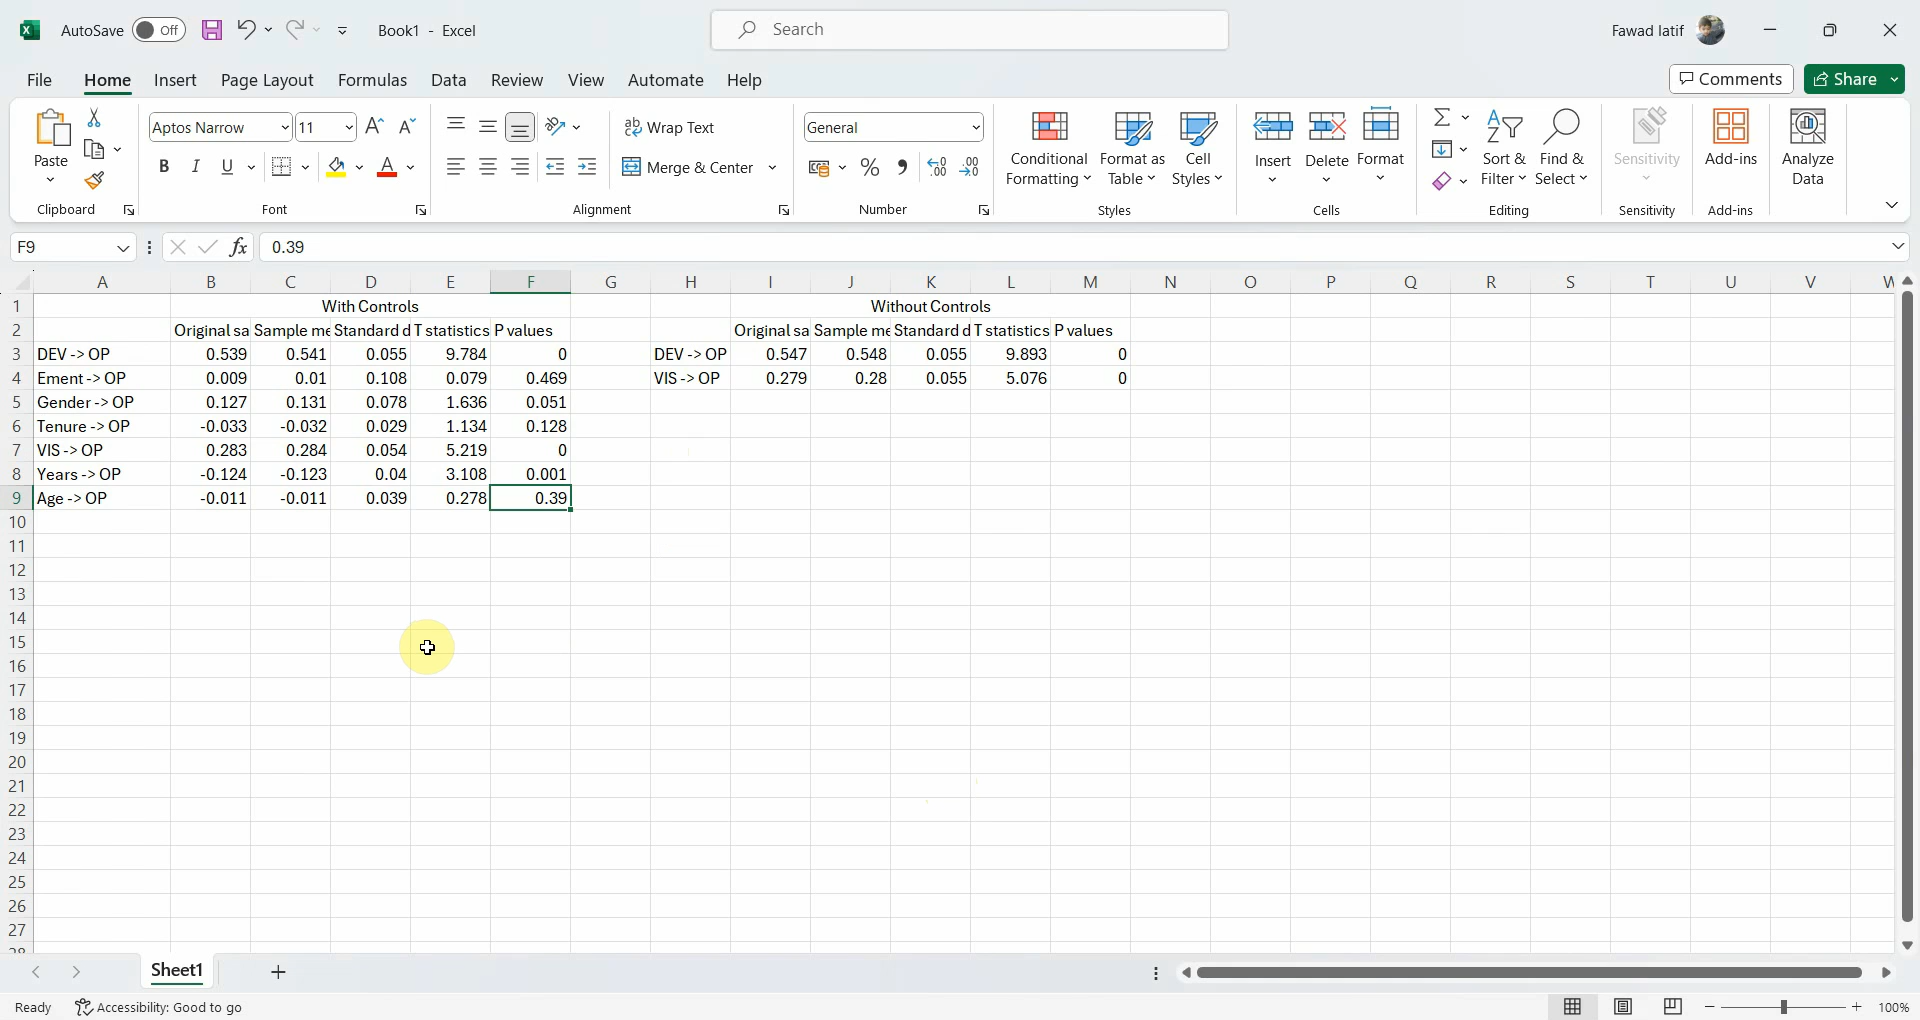 AutoSave Off Book1 - Excel Search Fawad latif
File Home Insert Page Layout Formulas Data Review View Automate Help Comments Share
Paste
Clipboard
Aptos Narrow 11
B I U A
Font
Wrap Text
Merge & Center
Alignment
General
% , .00
Number
Conditional Formatting
Format as Table
Cell Styles
Styles
Insert Delete Format
Cells
Sort & Filter
Find & Select
Editing
Sensitivity
Sensitivity
Add-ins
Add-ins
Analyze Data
F9 fx 0.39
A B C D E F G H I J K L M N O P Q R S T U V W
1 With Controls Without Controls
2 Original sa Sample me Standard d T statistics P values Original sa Sample me Standard d T statistics P values
3 DEV -> OP 0.539 0.541 0.055 9.784 0 DEV -> OP 0.547 0.548 0.055 9.893 0
4 Ement -> OP 0.009 0.01 0.108 0.079 0.469 VIS -> OP 0.279 0.28 0.055 5.076 0
5 Gender -> OP 0.127 0.131 0.078 1.636 0.051
6 Tenure -> OP -0.033 -0.032 0.029 1.134 0.128
7 VIS -> OP 0.283 0.284 0.054 5.219 0
8 Years -> OP -0.124 -0.123 0.04 3.108 0.001
9 Age -> OP -0.011 -0.011 0.039 0.278 0.39
10
11
12
13
14
15
16
17
18
19
20
21
22
23
24
25
26
27
28
Sheet1
Ready Accessibility: Good to go 100%